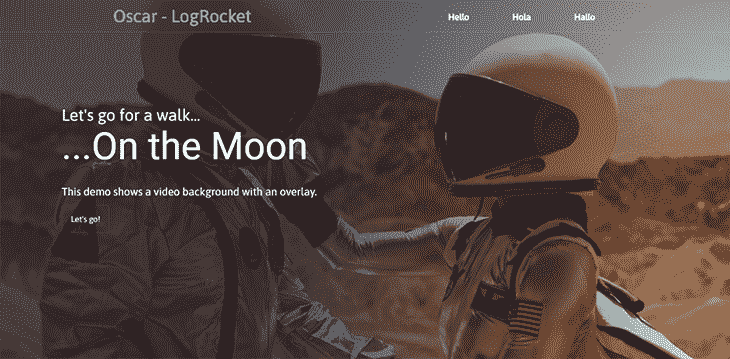 Oscar - LogRocket
Hello Hola Hallo
Let's go for a walk...
...On the Moon
This demo shows a video background with an overlay.
Let's go!